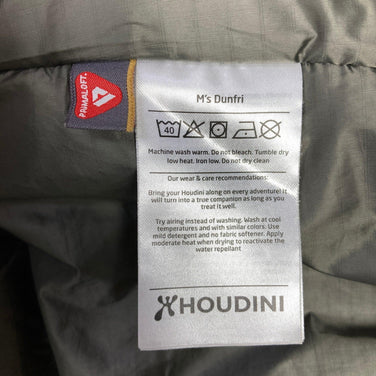 PRIMALOFT.
M's Dunfri
40
Machine wash warm. Do not bleach. Tumble dry
low heat. Iron low. Do not dry clean
Our wear & care recommendations:
Bring your Houdini along on every adventure! it
will turn into a true companion as long as you
treat it well.
Try airing instead of washing. Wash at cool
temperatures and with similar colors. Use
mild detergent and no fabric softener. Apply
moderate heat when drying to reactivate the
water repellant
HOUDINI